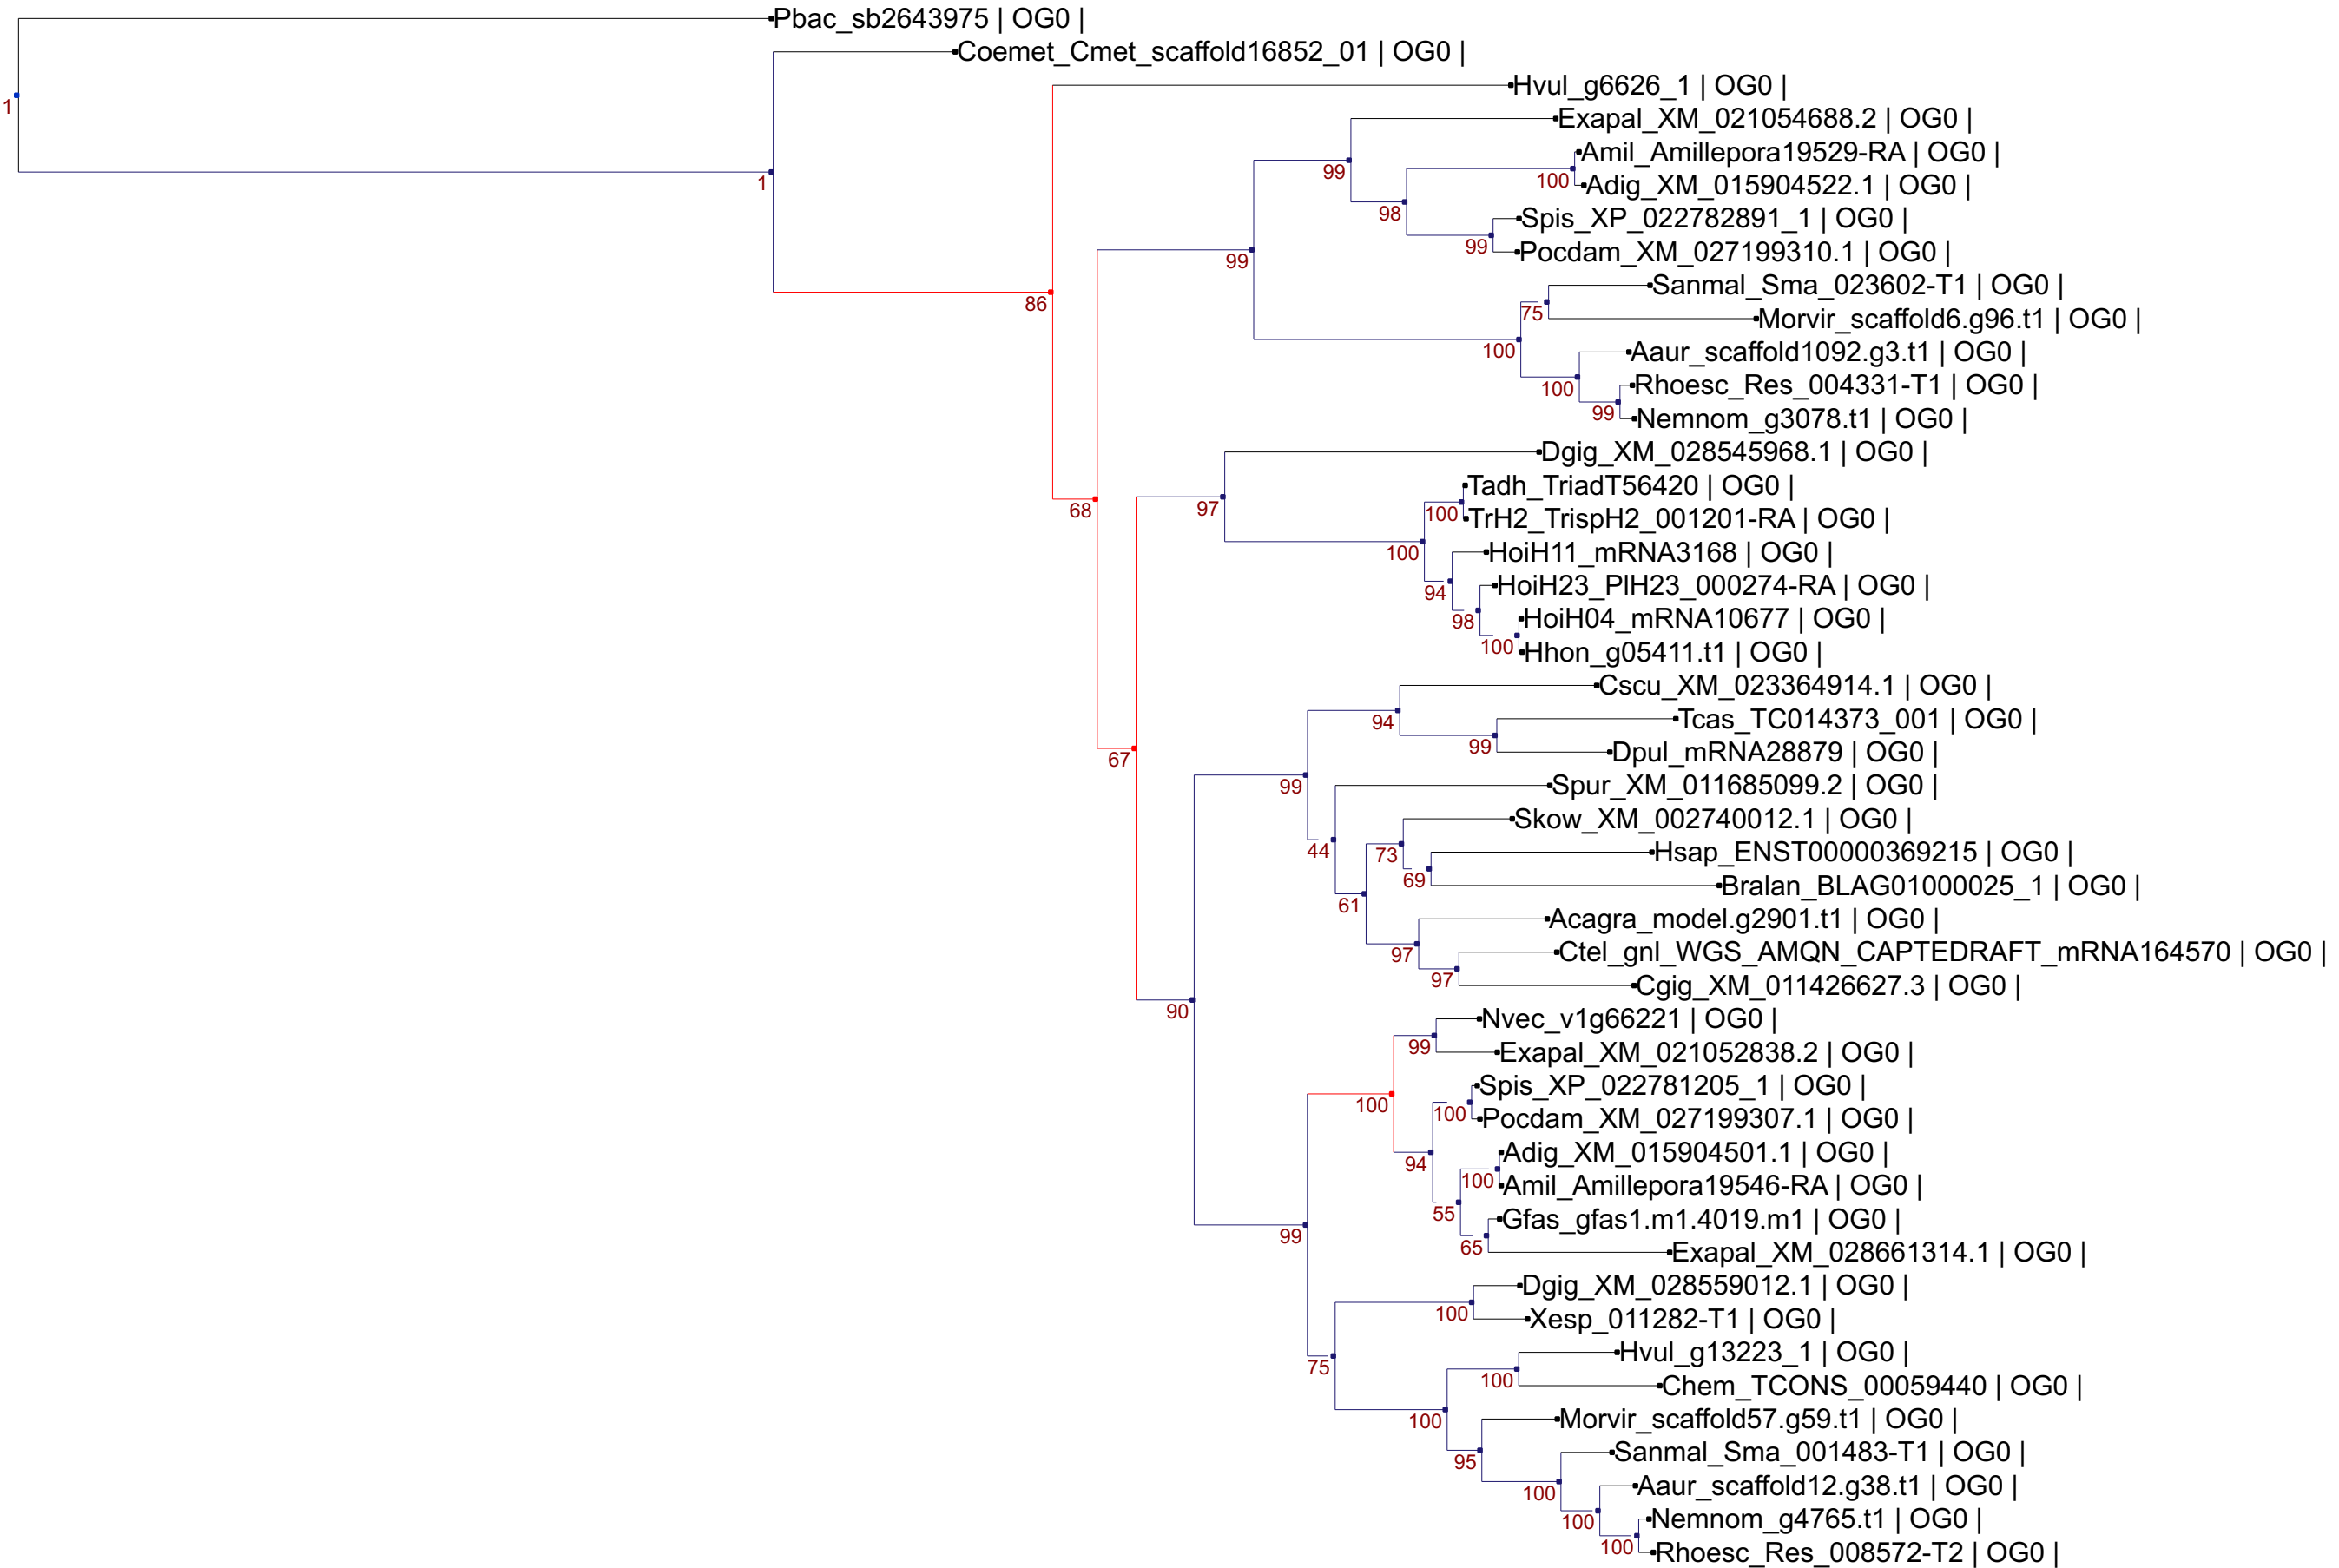 Pbac_sb2643975 | OG0 |
Coemet_Cmet_scaffold16852_01 | OG0 |
Hvul_g6626_1 | OG0 |
1
Exapal_XM_021054688.2 | OG0 |
Amil_Amillepora19529-RA | OG0 |
99
100
1
Adig_XM_015904522.1 | OG0 |
98
Spis_XP_022782891_1 | OG0 |
99
Pocdam_XM_027199310.1 | OG0 |
99
Sanmal_Sma_023602-T1 | OG0 |
86
75
Morvir_scaffold6.g96.t1 | OG0 |
100
Aaur_scaffold1092.g3.t1 | OG0 |
100
Rhoesc_Res_004331-T1 | OG0 |
99
Nemnom_g3078.t1 | OG0 |
Dgig_XM_028545968.1 | OG0 |
Tadh_TriadT56420 | OG0 |
68
97
100
TrH2_TrispH2_001201-RA | OG0 |
100
HoiH11_mRNA3168 | OG0 |
94
HoiH23_PlH23_000274-RA | OG0 |
98
HoiH04_mRNA10677 | OG0 |
100
Hhon_g05411.t1 | OG0 |
Cscu_XM_023364914.1 | OG0 |
94
Tcas_TC014373_001 | OG0 |
99
Dpul_mRNA28879 | OG0 |
67
99
Spur_XM_011685099.2 | OG0 |
Skow_XM_002740012.1 | OG0 |
44
73
Hsap_ENST00000369215 | OG0 |
69
Bralan_BLAG01000025_1 | OG0 |
61
Acagra_model.g2901.t1 | OG0 |
97
Ctel_gnl_WGS_AMQN_CAPTEDRAFT_mRNA164570 | OG0 |
97
Cgig_XM_011426627.3 | OG0 |
90
Nvec_v1g66221 | OG0 |
99
Exapal_XM_021052838.2 | OG0 |
Spis_XP_022781205_1 | OG0 |
100
100
Pocdam_XM_027199307.1 | OG0 |
94
Adig_XM_015904501.1 | OG0 |
100
Amil_Amillepora19546-RA | OG0 |
55
Gfas_gfas1.m1.4019.m1 | OG0 |
99
65
Exapal_XM_028661314.1 | OG0 |
Dgig_XM_028559012.1 | OG0 |
100
Xesp_011282-T1 | OG0 |
Hvul_g13223_1 | OG0 |
75
100
Chem_TCONS_00059440 | OG0 |
100
Morvir_scaffold57.g59.t1 | OG0 |
95
Sanmal_Sma_001483-T1 | OG0 |
100
Aaur_scaffold12.g38.t1 | OG0 |
100
Nemnom_g4765.t1 | OG0 |
100
Rhoesc_Res_008572-T2 | OG0 |